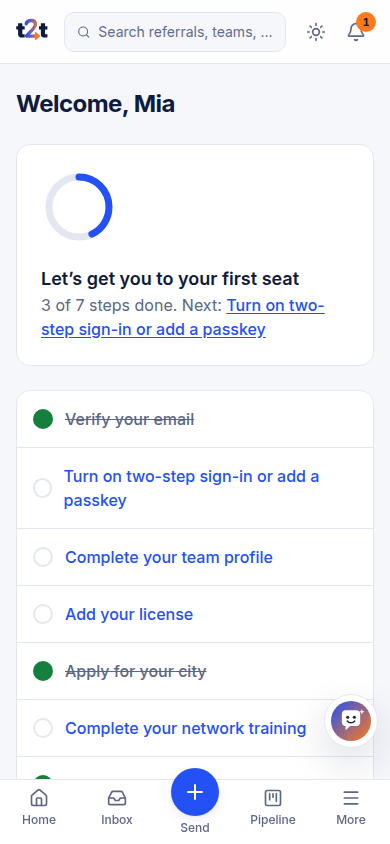 t2t
Search referrals, teams, ...
1
Welcome, Mia
Let’s get you to your first seat
3 of 7 steps done. Next: Turn on two-
step sign-in or add a passkey
Verify your email
Turn on two-step sign-in or add a
passkey
Complete your team profile
Add your license
Apply for your city
Complete your network training
Home
Inbox
Send
Pipeline
More